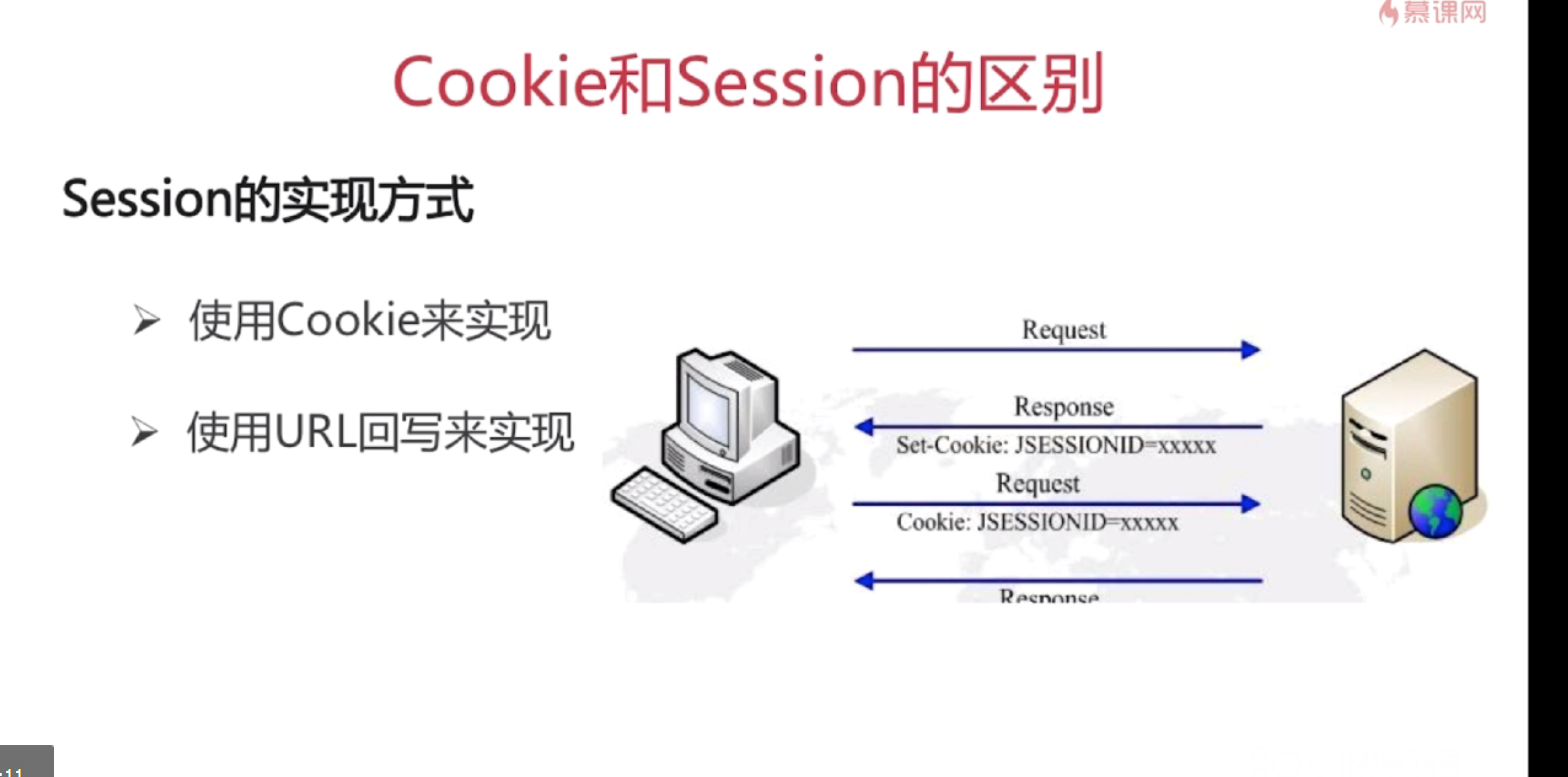 慕课网
Cookie和Session的区别
Session的实现方式
➢ 使用Cookie来实现
➢ 使用URL回写来实现
Request
Response
Set-Cookie: JSESSIONID=xxxxx
Request
Cookie: JSESSIONID=xxxxx
Response
:11